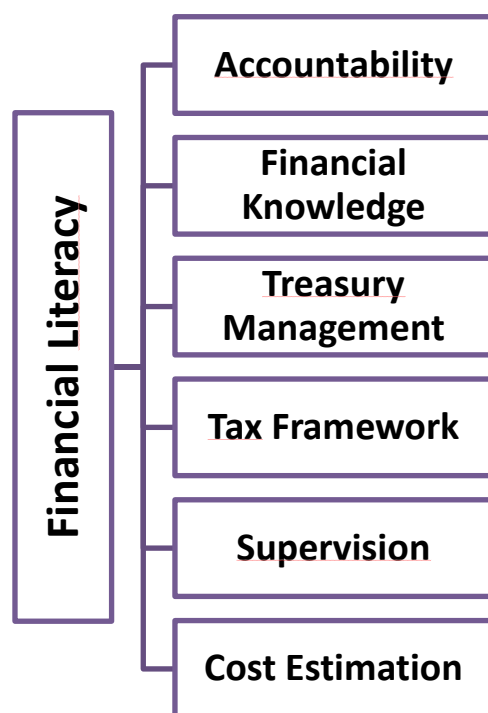 Financial Literacy
Accountability
Financial
Knowledge
Treasury
Management
Tax Framework
Supervision
Cost Estimation